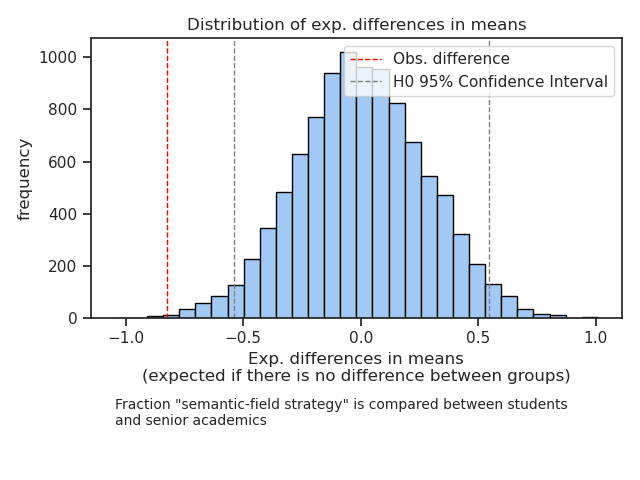 Distribution of exp. differences in means
Obs. difference
H0 95% Confidence Interval
frequency
1000
800
600
400
200
0
−1.0 −0.5 0.0 0.5 1.0
Exp. differences in means
(expected if there is no difference between groups)
Fraction "semantic-field strategy" is compared between students
and senior academics